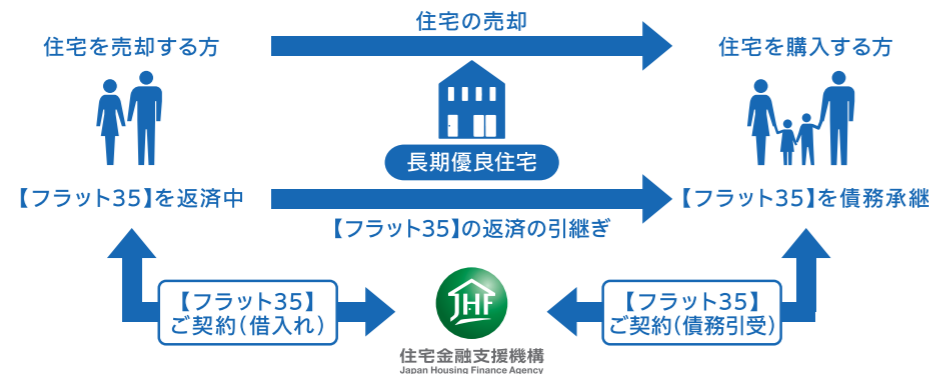 住宅の売却
住宅を売却する方
住宅を購入する方
長期優良住宅
【フラット35】を返済中
【フラット35】を債務承継
【フラット35】の返済の引継ぎ
【フラット35】
ご契約(借入れ)
JHF
【フラット35】
ご契約(債務引受)
住宅金融支援機構
Japan Housing Finance Agency